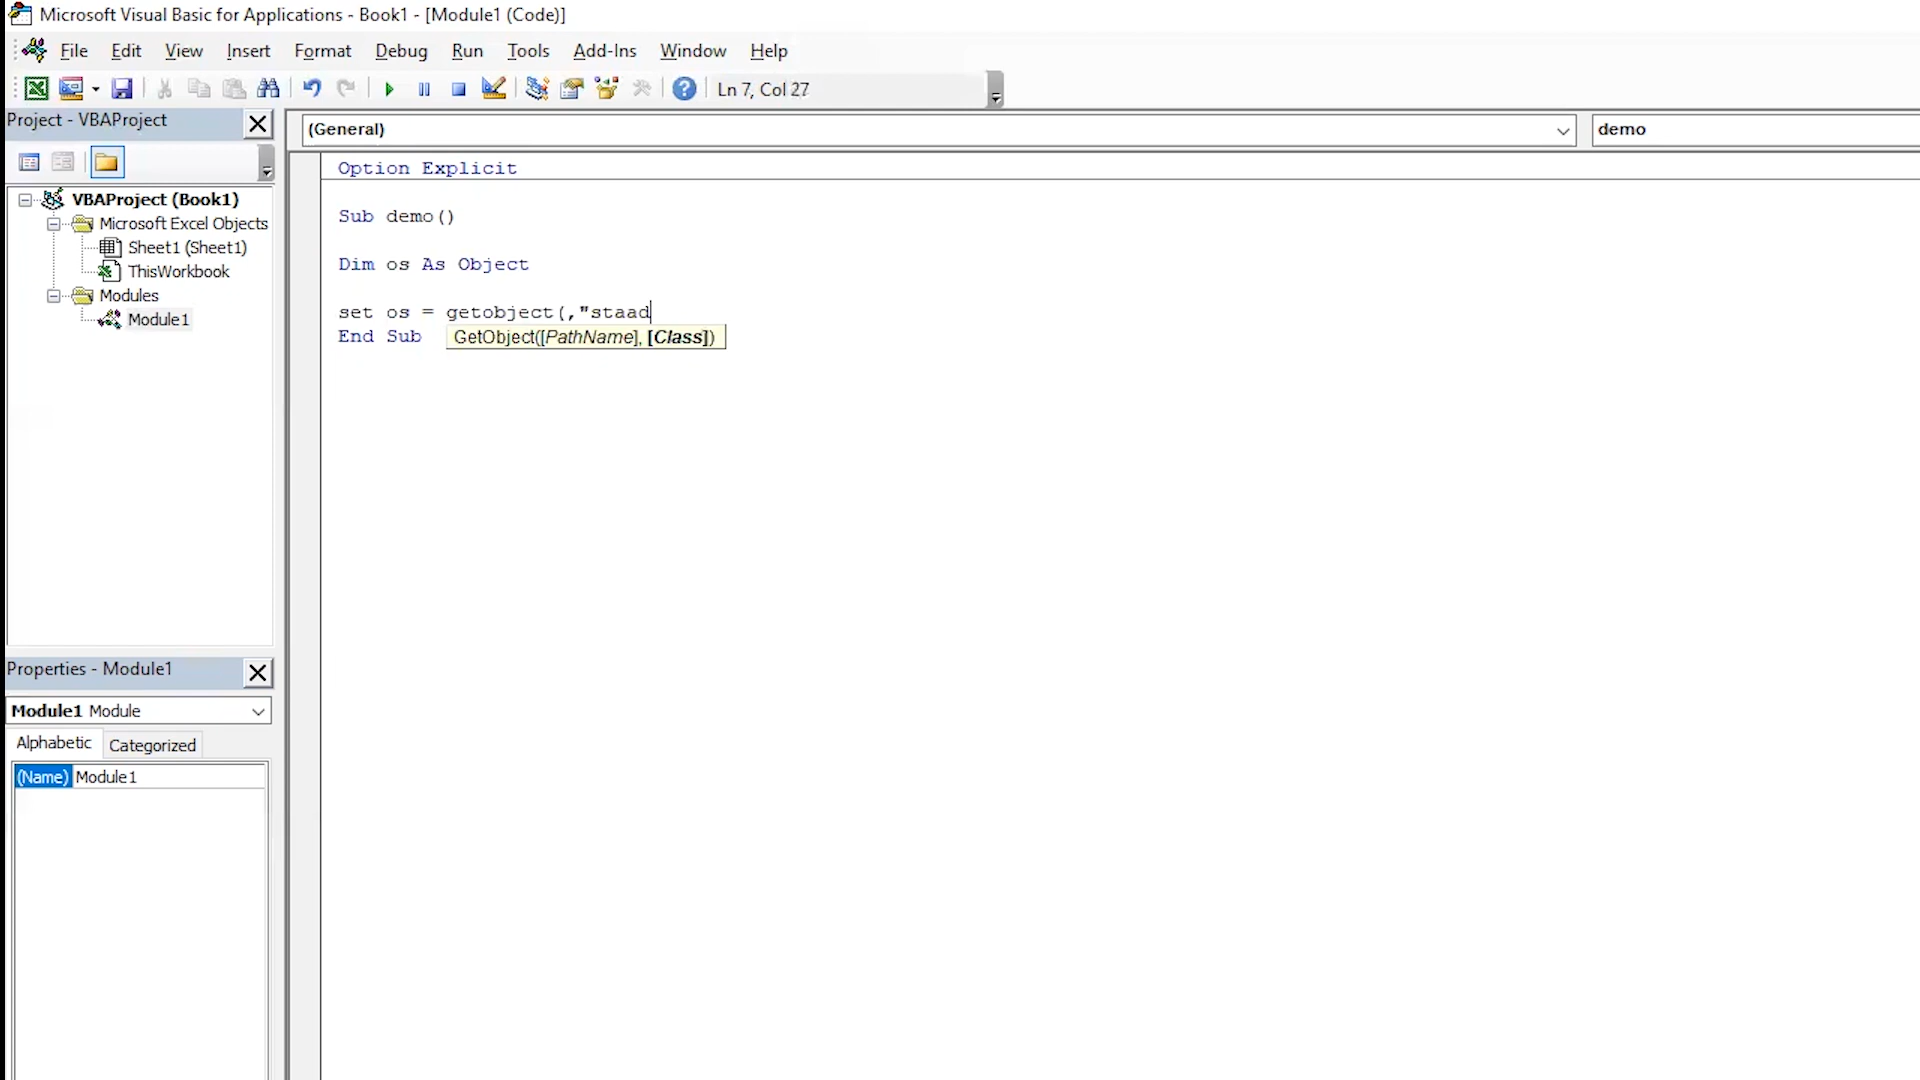 Microsoft Visual Basic for Applications - Book1 - [Module1 (Code)]
File Edit View Insert Format Debug Run Tools Add-Ins Window Help
Ln 7, Col 27
Project - VBAProject
(General) demo
Option Explicit
VBAProject (Book1)
Microsoft Excel Objects
Sheet1 (Sheet1)
ThisWorkbook
Modules
Module1
Sub demo()
Dim os As Object
set os = getobject(,"staad
End Sub
GetObject([PathName], [Class])
Properties - Module1
Module1 Module
Alphabetic Categorized
(Name) Module1